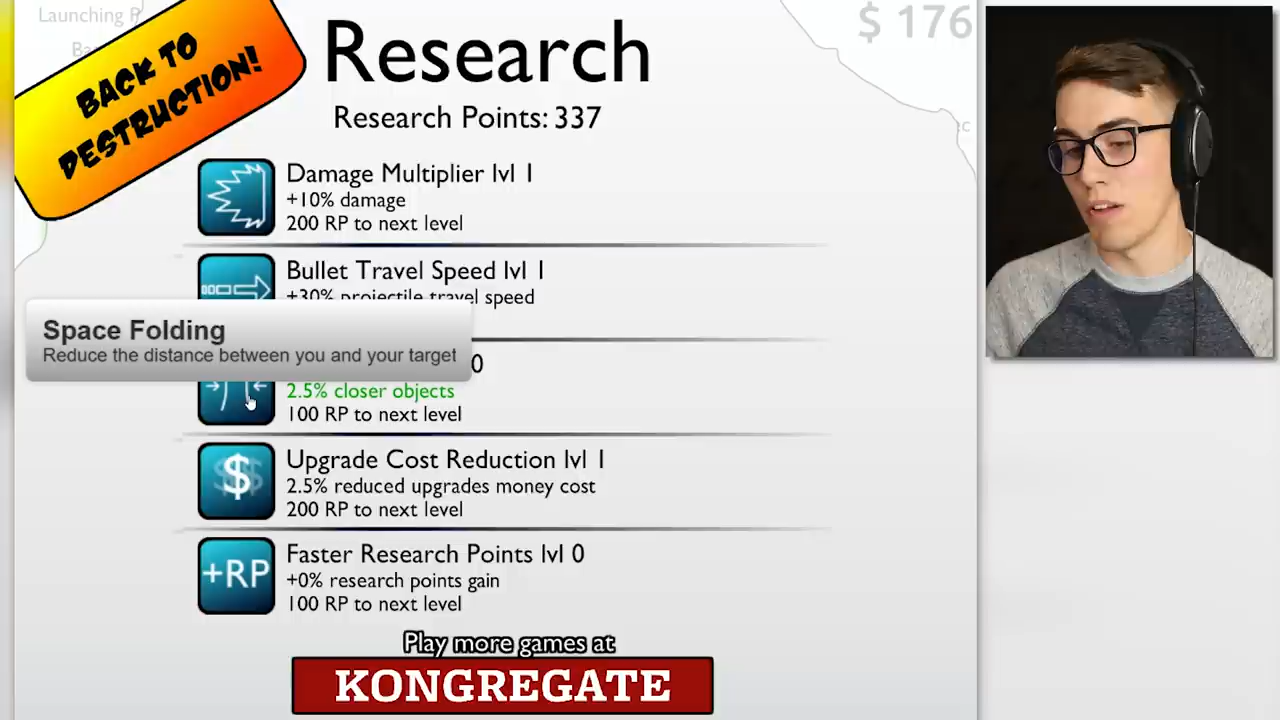 Launching
$ 176
BACK TO
DESTRUCTION!
Research
Research Points: 337
Damage Multiplier lvl 1
+10% damage
200 RP to next level
Bullet Travel Speed lvl 1
+30% projectile travel speed
Space Folding
Reduce the distance between you and your target
0
2.5% closer objects
100 RP to next level
$
Upgrade Cost Reduction lvl 1
2.5% reduced upgrades money cost
200 RP to next level
+RP
Faster Research Points lvl 0
+0% research points gain
100 RP to next level
Play more games at
KONGREGATE